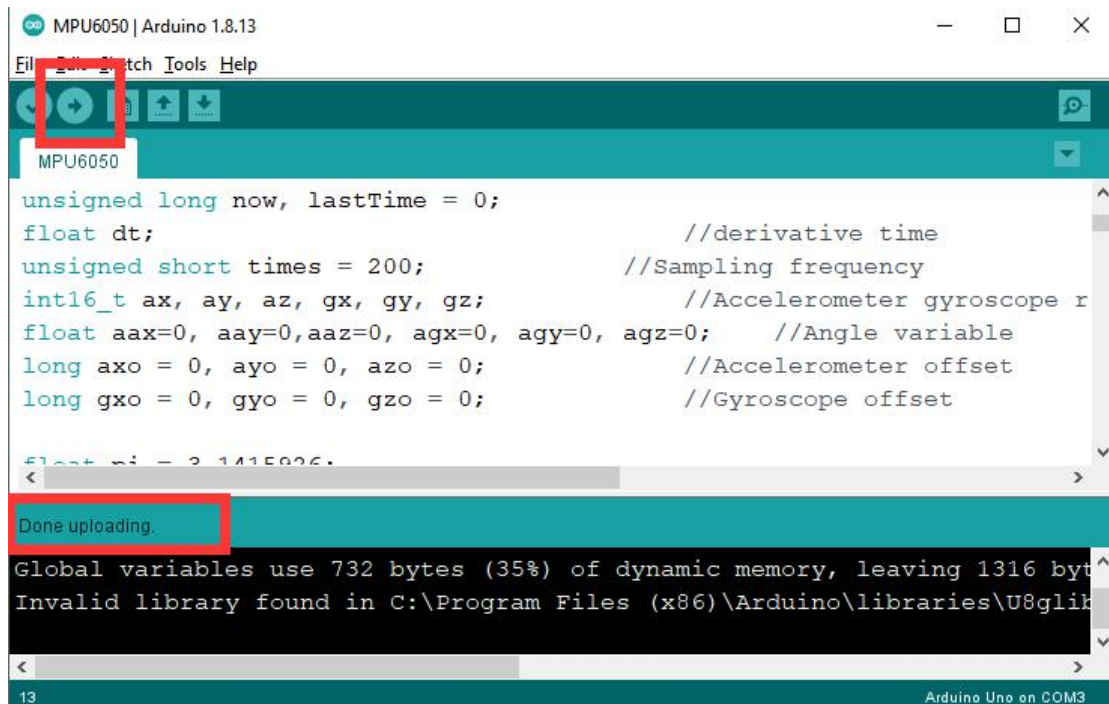 MPU6050 | Arduino 1.8.13
File Edit Sketch Tools Help
MPU6050
unsigned long now, lastTime = 0;
float dt; //derivative time
unsigned short times = 200; //Sampling frequency
int16_t ax, ay, az, gx, gy, gz; //Accelerometer gyroscope r
float aax=0, aay=0,aaz=0, agx=0, agy=0, agz=0; //Angle variable
long axo = 0, ayo = 0, azo = 0; //Accelerometer offset
long gxo = 0, gyo = 0, gzo = 0; //Gyroscope offset
float pi = 3.1415926;
Done uploading.
Global variables use 732 bytes (35%) of dynamic memory, leaving 1316 byt
Invalid library found in C:\Program Files (x86)\Arduino\libraries\U8glib
13
Arduino Uno on COM3